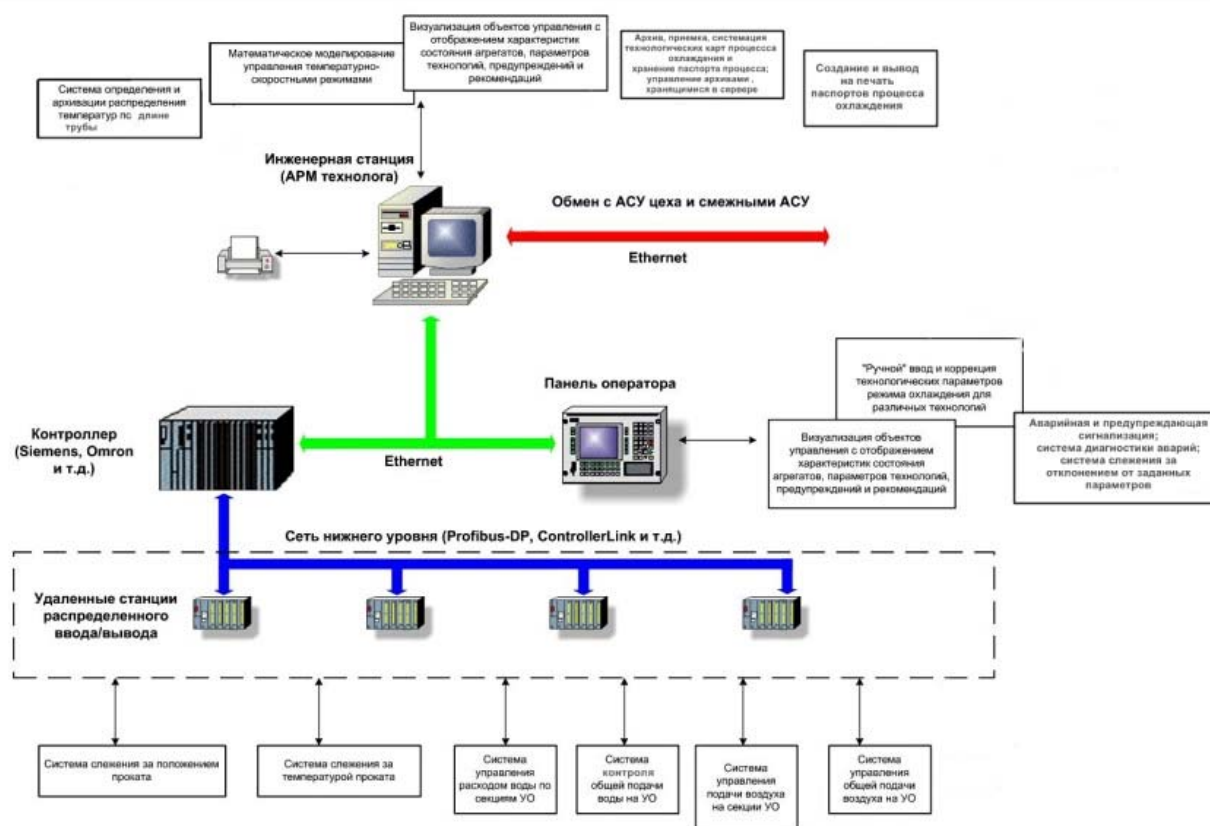 Система определения и
архивации распределения
температур по длине
трубы
Математическое моделирование
управления температурно-
скоростными режимами
Визуализация объектов управления с
отображением характеристик
состояния агрегатов, параметров
технологий, предупреждений и
рекомендаций
Архив, приемка, системация
технологических карт процессса
охлаждения и
хранение паспорта процесса;
управление архивами ,
хранящимися в сервере
Создание и вывод
на печать
паспортов процесса
охлаждения
Инженерная станция
(АРМ технолога)
Обмен с АСУ цеха и смежными АСУ
Ethernet
"Ручной" ввод и коррекция
технологических параметров
режима охлаждения для
различных технологий
Панель оператора
Визуализация объектов
управления с отображением
характеристик состояния
агрегатов, параметров технологий,
предупреждений и рекомендаций
Аварийная и предупреждающая
сигнализация;
система диагностики аварий;
система слежения за
отклонением от заданных
параметров
Контроллер
(Siemens, Omron
и т.д.)
Ethernet
Сеть нижнего уровня (Profibus-DP, ControllerLink и т.д.)
Удаленные станции
распределенного
ввода/вывода
Система слежения за положением
проката
Система слежения за
температурой проката
Система
управления
расходом воды по
секциям УО
Система
контроля
общей подачи
воды на УО
Система
управления
подачи воздуха
на секции УО
Система
управления
общей подачи
воздуха на УО